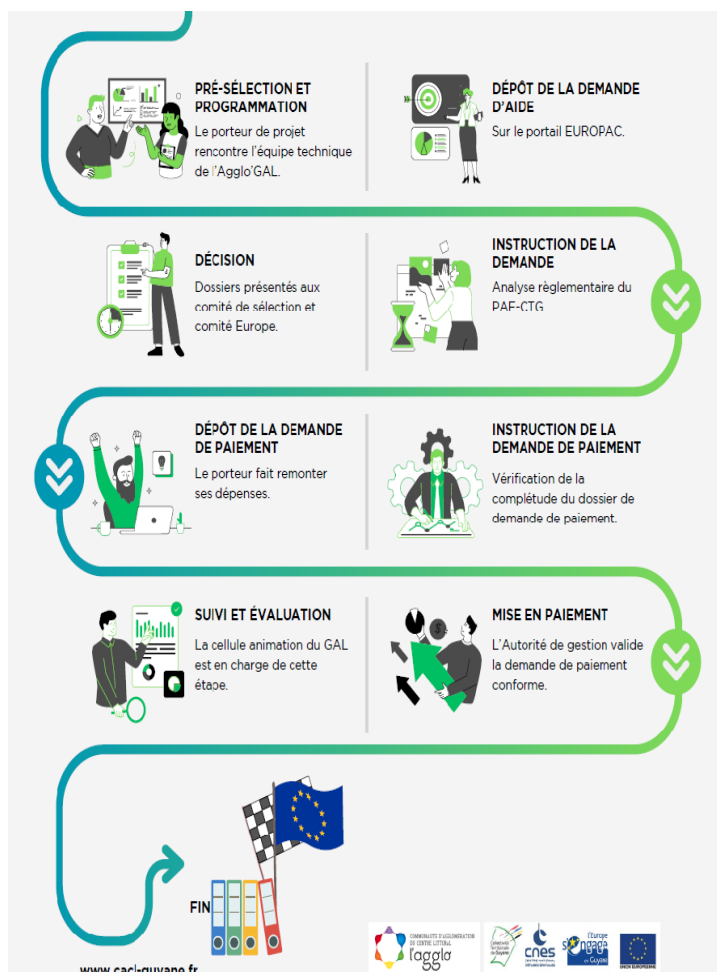 PRÉ-SÉLECTION ET
PROGRAMMATION
Le porteur de projet
rencontre l'équipe technique
de l'Agglo'GAL.
DÉPÔT DE LA DEMANDE
D'AIDE
Sur le portail EUROPAC.
INSTRUCTION DE LA
DEMANDE
Analyse règlementaire du
PAE-CTG
DÉCISION
Dossiers présentés aux
comité de sélection et
comité Europe.
DÉPÔT DE LA DEMANDE
DE PAIEMENT
Le porteur fait remonter
ses dépenses.
INSTRUCTION DE LA
DEMANDE DE PAIEMENT
Vérification de la
complétude du dossier de
demande de paiement.
MISE EN PAIEMENT
L'Autorité de gestion valide
la demande de paiement
conforme.
SUIVI ET ÉVALUATION
La cellule animation du GAL
est en charge de cette
étape.
FIN
COMMUNAUTÉ D'AGGLOMÉRATION
DU CENTRE LITTORAL
l'agglo
Collectivité
Territoriale
de Guyane
cnes
l'Europe
s'engage
en Guyane
UNION EUROPÉENNE
www.cacl-guyane.fr